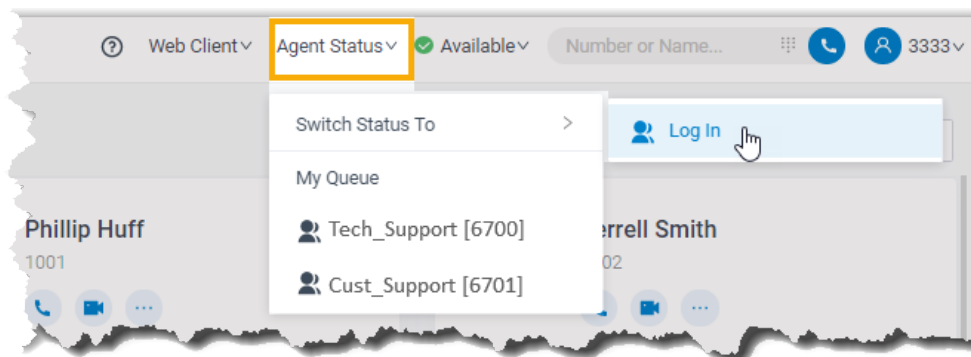 Web Client
Agent Status
Available
Number or Name...
3333
Switch Status To
Log In
My Queue
Tech_Support [6700]
Cust_Support [6701]
Phillip Huff
1001
errell Smith
02